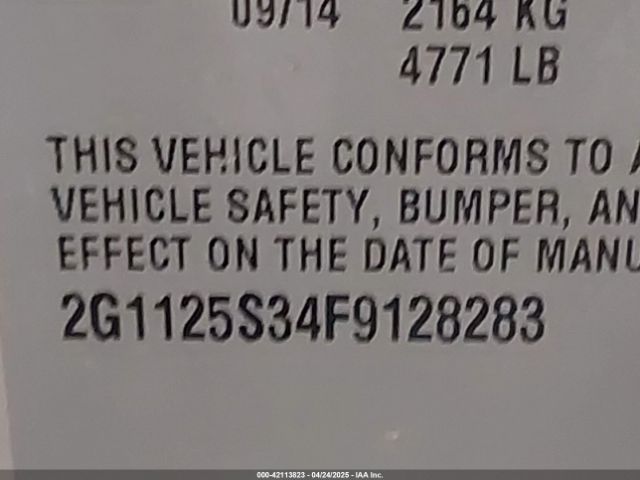 09/14 2164 KG
4771 LB
THIS VEHICLE CONFORMS TO A
VEHICLE SAFETY, BUMPER, AN
EFFECT ON THE DATE OF MANU
2G1125S34F9128283
000-42113823 - 04/24/2025 - IAA Inc.